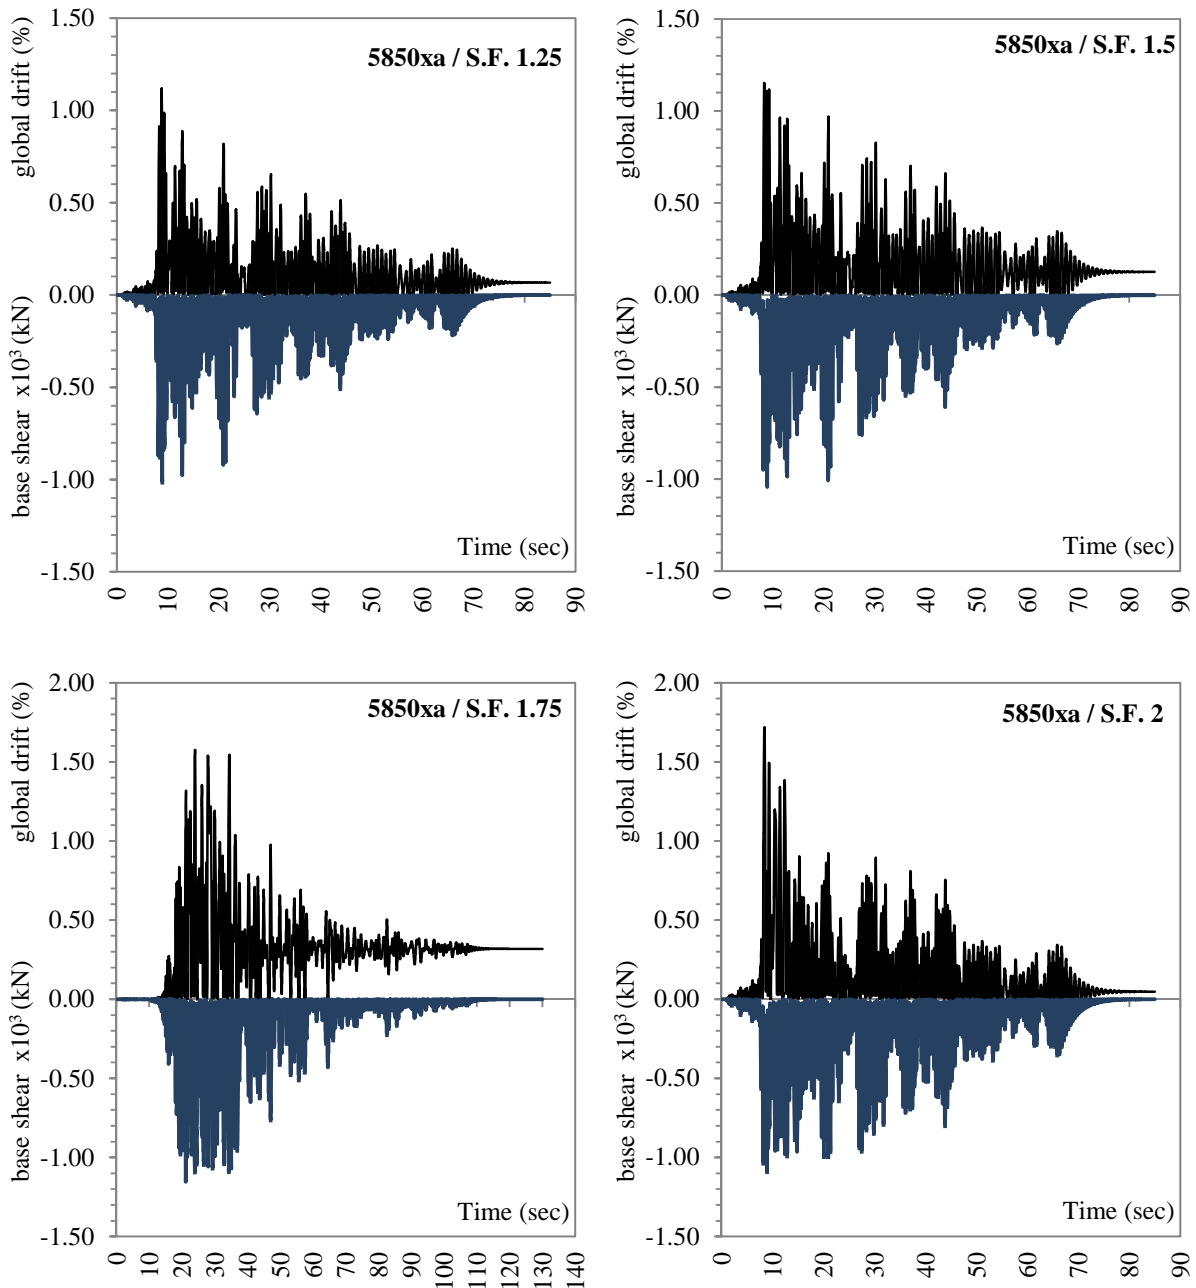 global drift (%)
base shear x10³ (kN)
1.50
1.00
0.50
0.00
-0.50
-1.00
-1.50
5850xa / S.F. 1.25
Time (sec)
0 10 20 30 40 50 60 70 80 90
global drift (%)
base shear x10³ (kN)
1.50
1.00
0.50
0.00
-0.50
-1.00
-1.50
5850xa / S.F. 1.5
Time (sec)
0 10 20 30 40 50 60 70 80 90
global drift (%)
base shear x10³ (kN)
2.00
1.50
1.00
0.50
0.00
-0.50
-1.00
-1.50
5850xa / S.F. 1.75
Time (sec)
0 10 20 30 40 50 60 70 80 90 100 110 120 130 140
global drift (%)
base shear x10³ (kN)
2.00
1.50
1.00
0.50
0.00
-0.50
-1.00
-1.50
5850xa / S.F. 2
Time (sec)
0 10 20 30 40 50 60 70 80 90